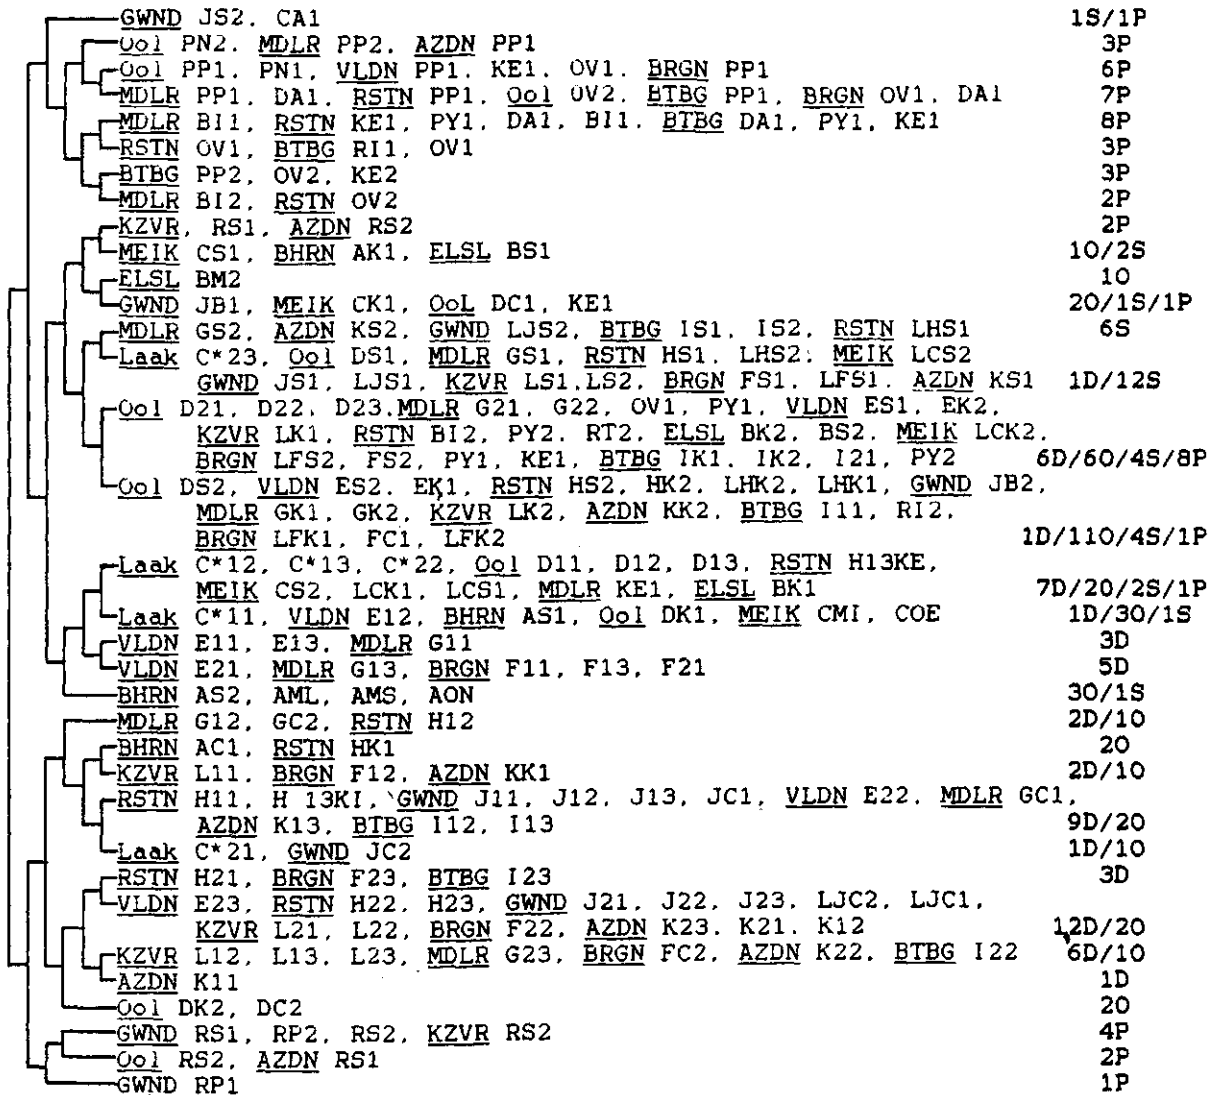 GWND JS2, CA1 1S/1P
Ool PN2, MDLR PP2, AZDN PP1 3P
Ool PP1, PN1, VLDN PP1, KE1, OV1, BRGN PP1 6P
MDLR PP1, DA1, RSTN PP1, Ool OV2, BTBG PP1, BRGN OV1, DA1 7P
MDLR BI1, RSTN KE1, PY1, DA1, BI1, BTBG DA1, PY1, KE1 8P
RSTN OV1, BTBG RI1, OV1 3P
BTBG PP2, OV2, KE2 3P
MDLR BI2, RSTN OV2 2P
KZVR, RS1, AZDN RS2 2P
MEIK CS1, BHRN AK1, ELSL BS1 1O/2S
ELSL BM2 1O
GWND JB1, MEIK CK1, OoL DC1, KE1 2O/1S/1P
MDLR GS2, AZDN KS2, GWND LJS2, BTBG IS1, IS2, RSTN LHS1 6S
Laak C*23, Ool DS1, MDLR GS1, RSTN HS1, LHS2, MEIK LCS2
GWND JS1, LJS1, KZVR LS1,LS2, BRGN FS1, LFS1, AZDN KS1 1D/12S
Ool D21, D22, D23,MDLR G21, G22, OV1, PY1, VLDN ES1, EK2,
KZVR LK1, RSTN BI2, PY2, RT2, ELSL BK2, BS2, MEIK LCK2,
BRGN LFS2, FS2, PY1, KE1, BTBG IK1, IK2, I21, PY2 6D/6O/4S/8P
Ool DS2, VLDN ES2, EK1, RSTN HS2, HK2, LHK2, LHK1, GWND JB2,
MDLR GK1, GK2, KZVR LK2, AZDN KK2, BTBG I11, RI2,
BRGN LFK1, FC1, LFK2 1D/11O/4S/1P
Laak C*12, C*13, C*22, Ool D11, D12, D13, RSTN H13KE,
MEIK CS2, LCK1, LCS1, MDLR KE1, ELSL BK1 7D/2O/2S/1P
Laak C*11, VLDN E12, BHRN AS1, Ool DK1, MEIK CMI, COE 1D/3O/1S
VLDN E11, E13, MDLR G11 3D
VLDN E21, MDLR G13, BRGN F11, F13, F21 5D
BHRN AS2, AML, AMS, AON 3O/1S
MDLR G12, GC2, RSTN H12 2D/1O
BHRN AC1, RSTN HK1 2O
KZVR L11, BRGN F12, AZDN KK1 2D/1O
RSTN H11, H 13KI, GWND J11, J12, J13, JC1, VLDN E22, MDLR GC1,
AZDN K13, BTBG I12, I13 9D/2O
Laak C*21, GWND JC2 1D/1O
RSTN H21, BRGN F23, BTBG I23 3D
VLDN E23, RSTN H22, H23, GWND J21, J22, J23, LJC2, LJC1,
KZVR L21, L22, BRGN F22, AZDN K23, K21, K12 12D/2O
KZVR L12, L13, L23, MDLR G23, BRGN FC2, AZDN K22, BTBG I22 6D/1O
AZDN K11 1D
Ool DK2, DC2 2O
GWND RS1, RP2, RS2, KZVR RS2 4P
Ool RS2, AZDN RS1 2P
GWND RP1 1P